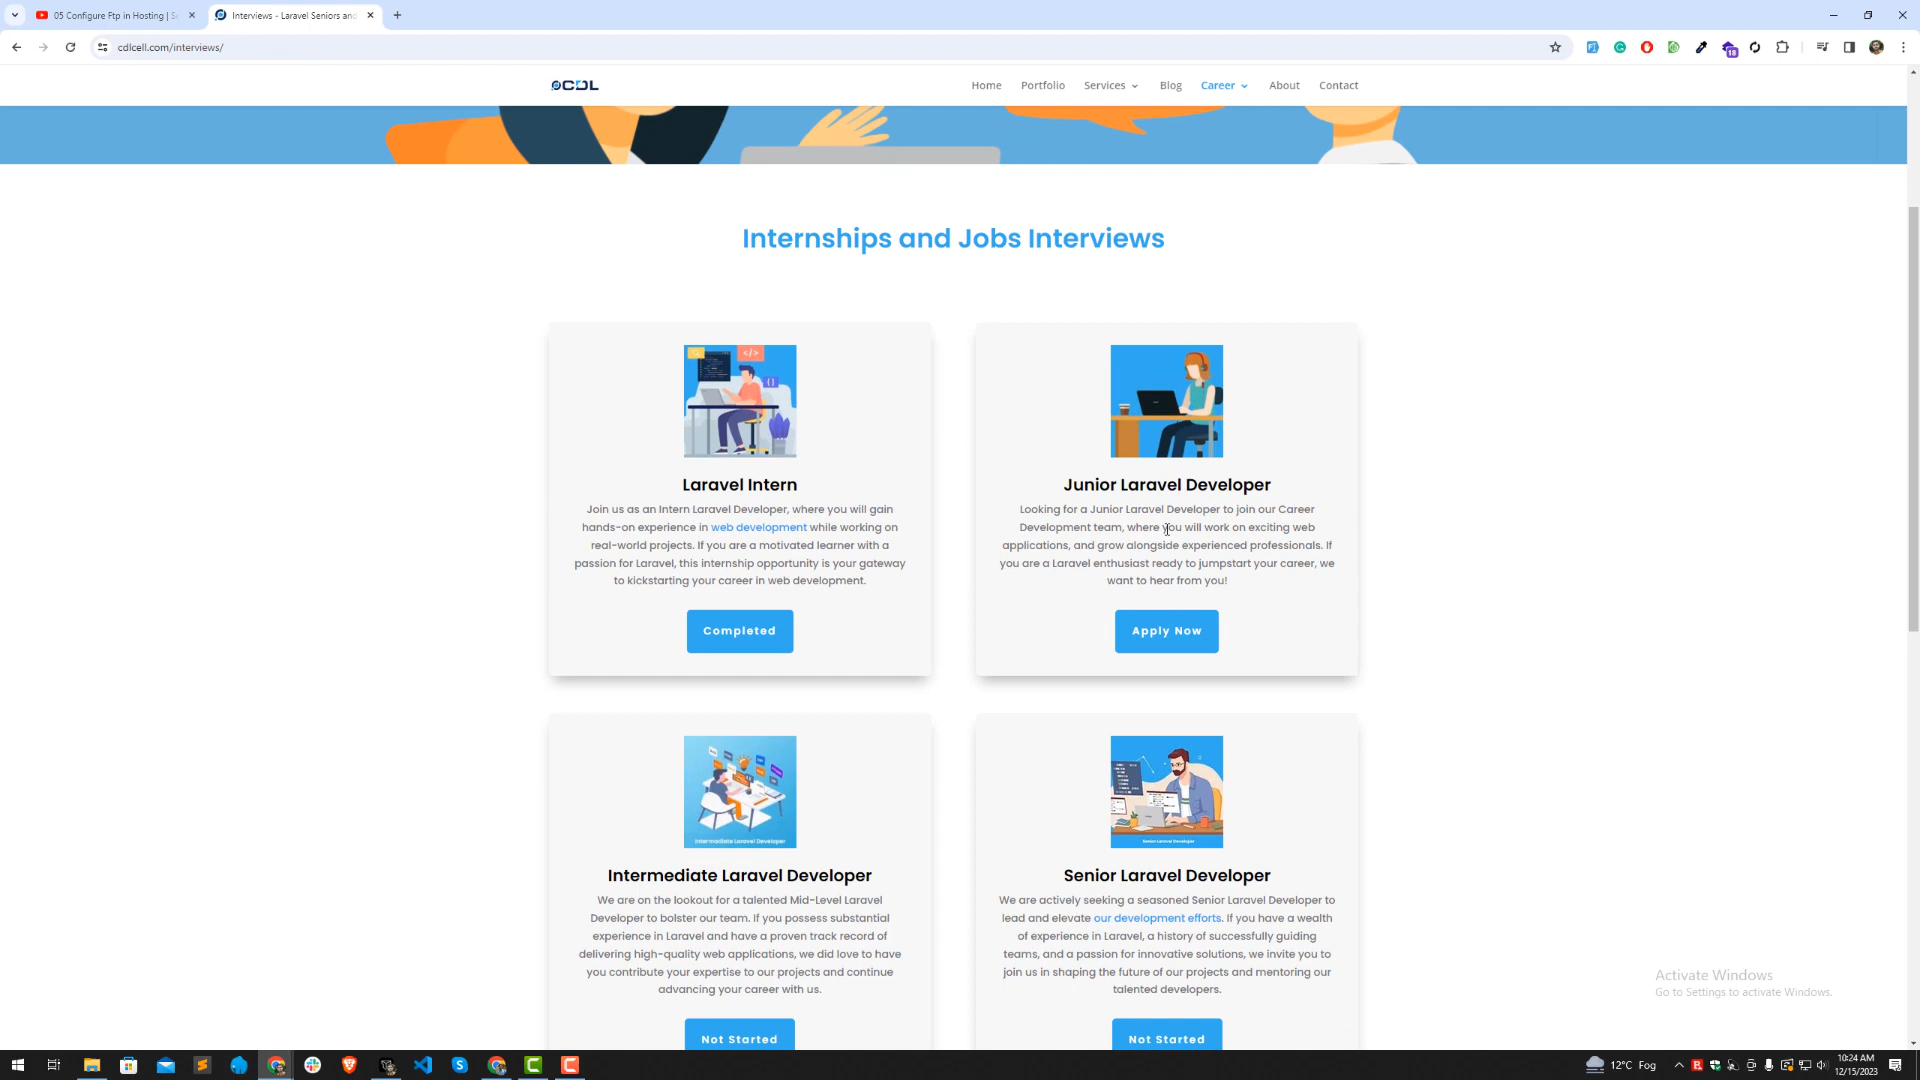 05 Configure Ftp in Hosting | Se
Interviews - Laravel Seniors and
cdlcell.com/interviews/
18
CDL
Home Portfolio Services Blog Career About Contact
Internships and Jobs Interviews
Laravel Intern
Join us as an Intern Laravel Developer, where you will gain
hands-on experience in web development while working on
real-world projects. If you are a motivated learner with a
passion for Laravel, this internship opportunity is your gateway
to kickstarting your career in web development.
Completed
Junior Laravel Developer
Looking for a Junior Laravel Developer to join our Career
Development team, where you will work on exciting web
applications, and grow alongside experienced professionals. If
you are a Laravel enthusiast ready to jumpstart your career, we
want to hear from you!
Apply Now
Intermediate Laravel Developer
Intermediate Laravel Developer
We are on the lookout for a talented Mid-Level Laravel
Developer to bolster our team. If you possess substantial
experience in Laravel and have a proven track record of
delivering high-quality web applications, we did love to have
you contribute your expertise to our projects and continue
advancing your career with us.
Not Started
Senior Laravel Developer
Senior Laravel Developer
We are actively seeking a seasoned Senior Laravel Developer to
lead and elevate our development efforts. If you have a wealth
of experience in Laravel, a history of successfully guiding
teams, and a passion for innovative solutions, we invite you to
join us in shaping the future of our projects and mentoring our
talented developers.
Not Started
Activate Windows
Go to Settings to activate Windows.
12°C Fog
10:24 AM
12/15/2023